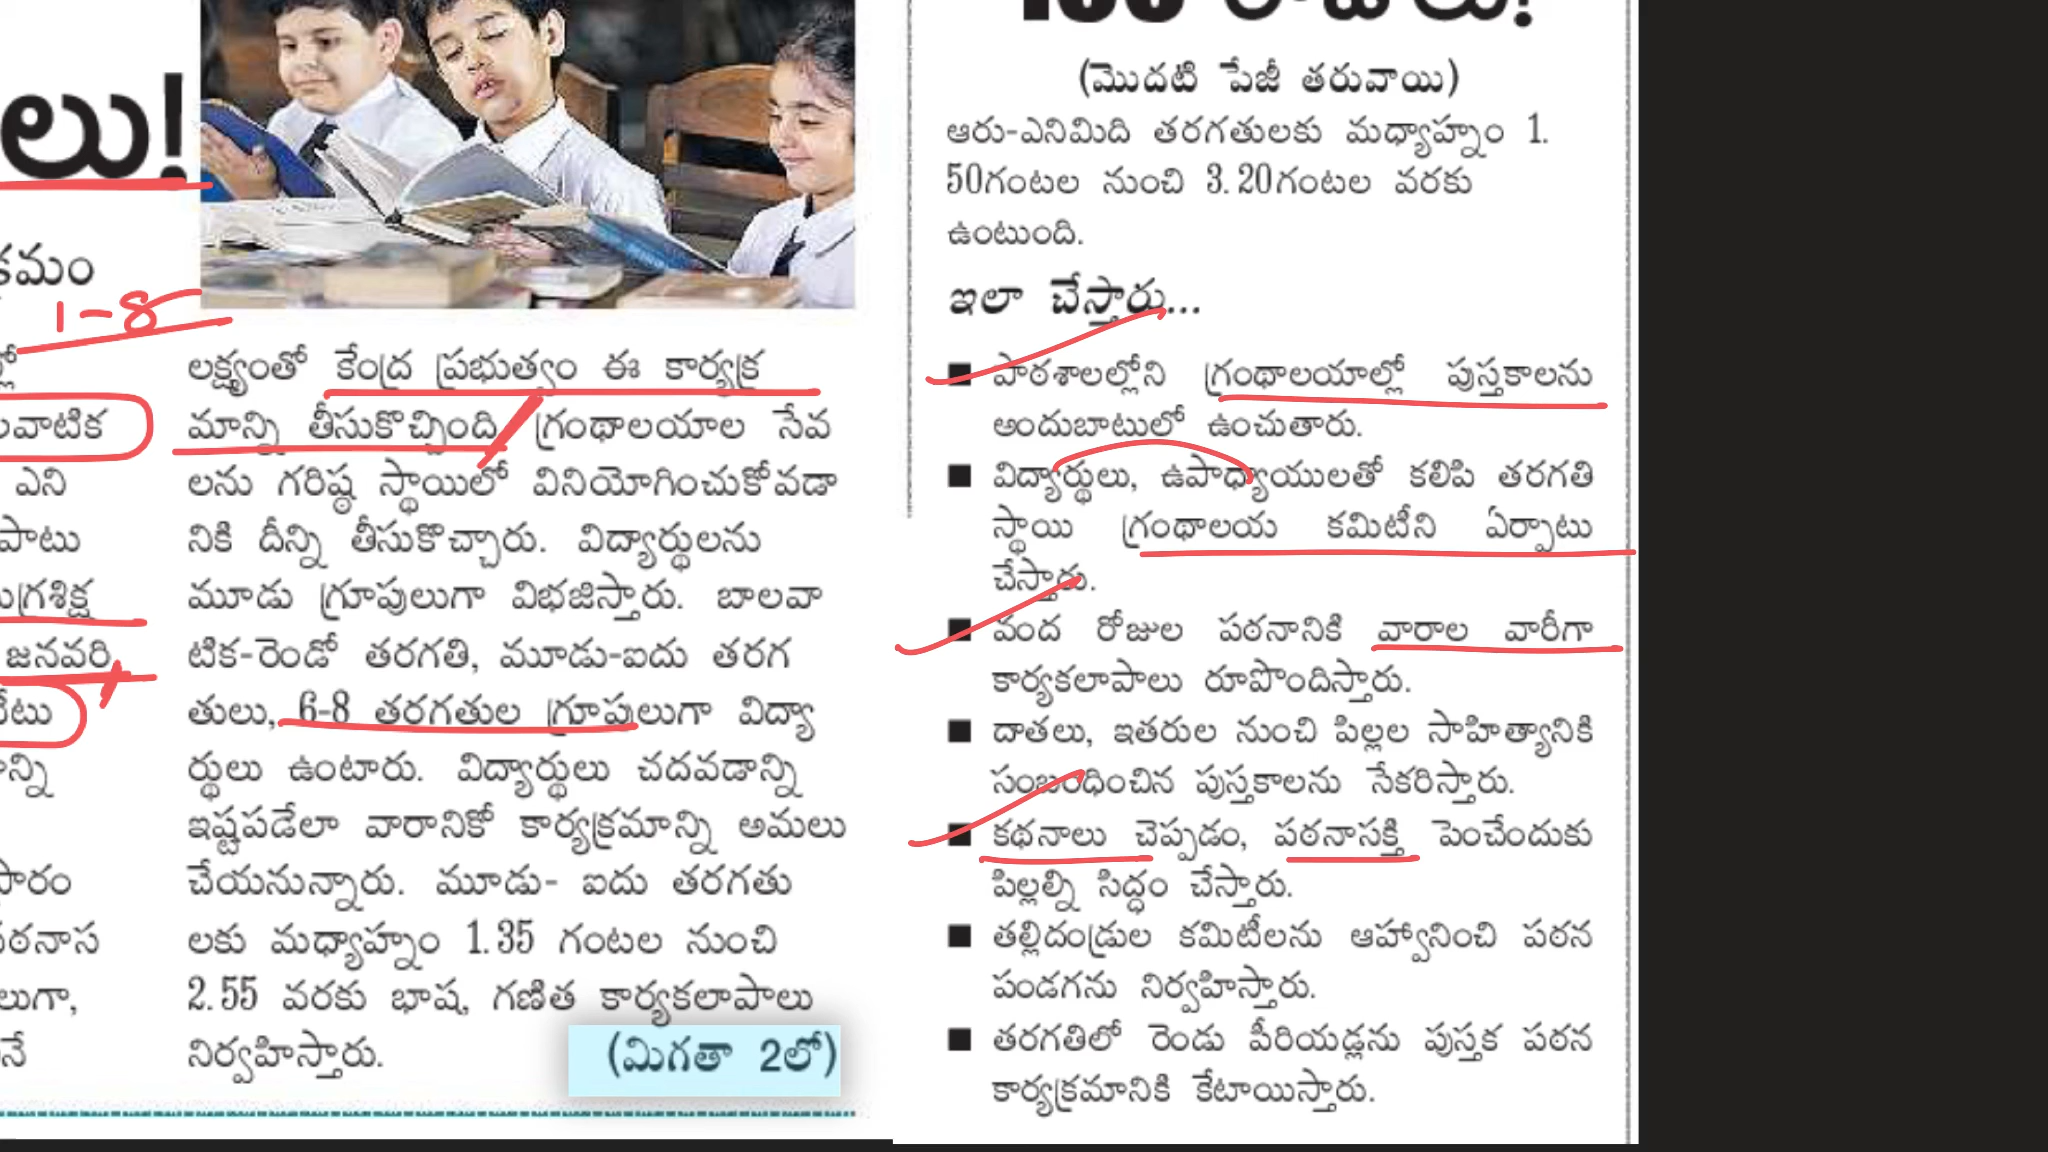 లు!
1-8
లక్ష్యంతో కేంద్ర ప్రభుత్వం ఈ కార్యక్ర
మాన్ని తీసుకొచ్చింది. గ్రంథాలయాల సేవ
లను గరిష్ఠ స్థాయిలో వినియోగించుకోవడా
నికి దీన్ని తీసుకొచ్చారు. విద్యార్థులను
మూడు గ్రూపులుగా విభజిస్తారు. బాలవా
టిక-రెండో తరగతి, మూడు-ఐదు తరగ
తులు, 6-8 తరగతుల గ్రూపులుగా విద్యా
ర్థులు ఉంటారు. విద్యార్థులు చదవడాన్ని
ఇష్టపడేలా వారానికో కార్యక్రమాన్ని అమలు
చేయనున్నారు. మూడు- ఐదు తరగతు
లకు మధ్యాహ్నం 1.35 గంటల నుంచి
2.55 వరకు భాష, గణిత కార్యకలాపాలు
నిర్వహిస్తారు. (మిగతా 2లో)
(మొదటి పేజీ తరువాయి)
ఆరు-ఎనిమిది తరగతులకు మధ్యాహ్నం 1.
50గంటల నుంచి 3.20గంటల వరకు
ఉంటుంది.
ఇలా చేస్తారు...
■ పాఠశాలల్లోని గ్రంథాలయాల్లో పుస్తకాలను
అందుబాటులో ఉంచుతారు.
■ విద్యార్థులు, ఉపాధ్యాయులతో కలిపి తరగతి
స్థాయి గ్రంథాలయ కమిటీని ఏర్పాటు
చేస్తారు.
■ వంద రోజుల పఠనానికి వారాల వారీగా
కార్యకలాపాలు రూపొందిస్తారు.
■ దాతలు, ఇతరుల నుంచి పిల్లల సాహిత్యానికి
సంబంధించిన పుస్తకాలను సేకరిస్తారు.
■ కథనాలు చెప్పడం, పఠనాసక్తి పెంచేందుకు
పిల్లల్ని సిద్ధం చేస్తారు.
■ తల్లిదండ్రుల కమిటీలను ఆహ్వానించి పఠన
పండగను నిర్వహిస్తారు.
■ తరగతిలో రెండు పీరియడ్లను పుస్తక పఠన
కార్యక్రమానికి కేటాయిస్తారు.